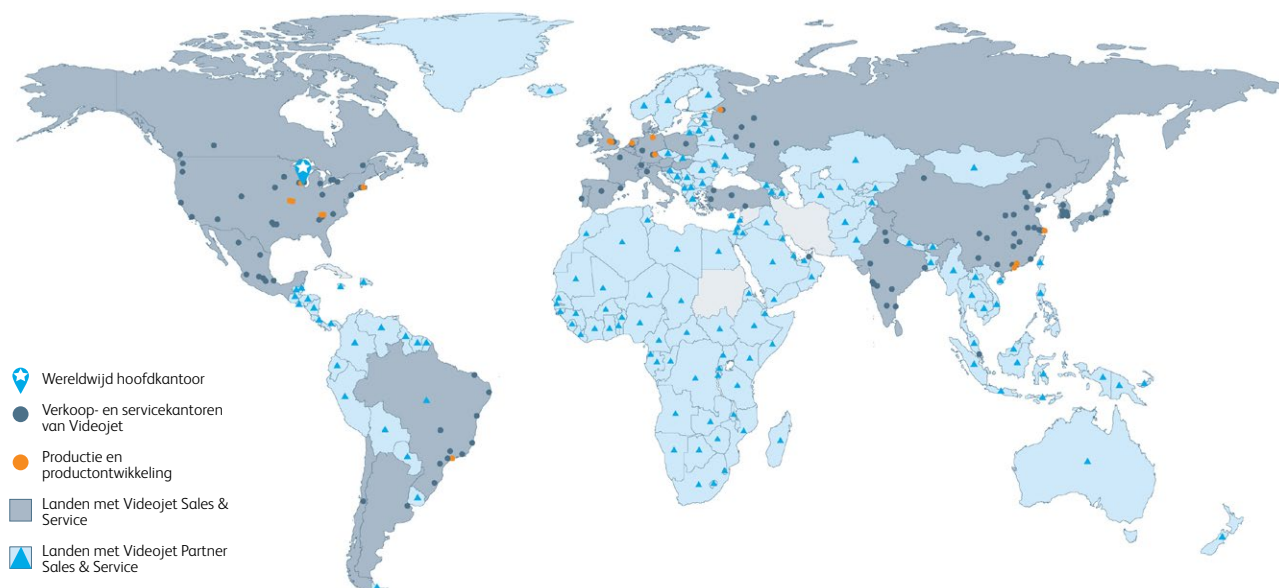 Wereldwijd hoofdkantoor
Verkoop- en servicekantoren
van Videojet
Productie en
productontwikkeling
Landen met Videojet Sales &
Service
Landen met Videojet Partner
Sales & Service